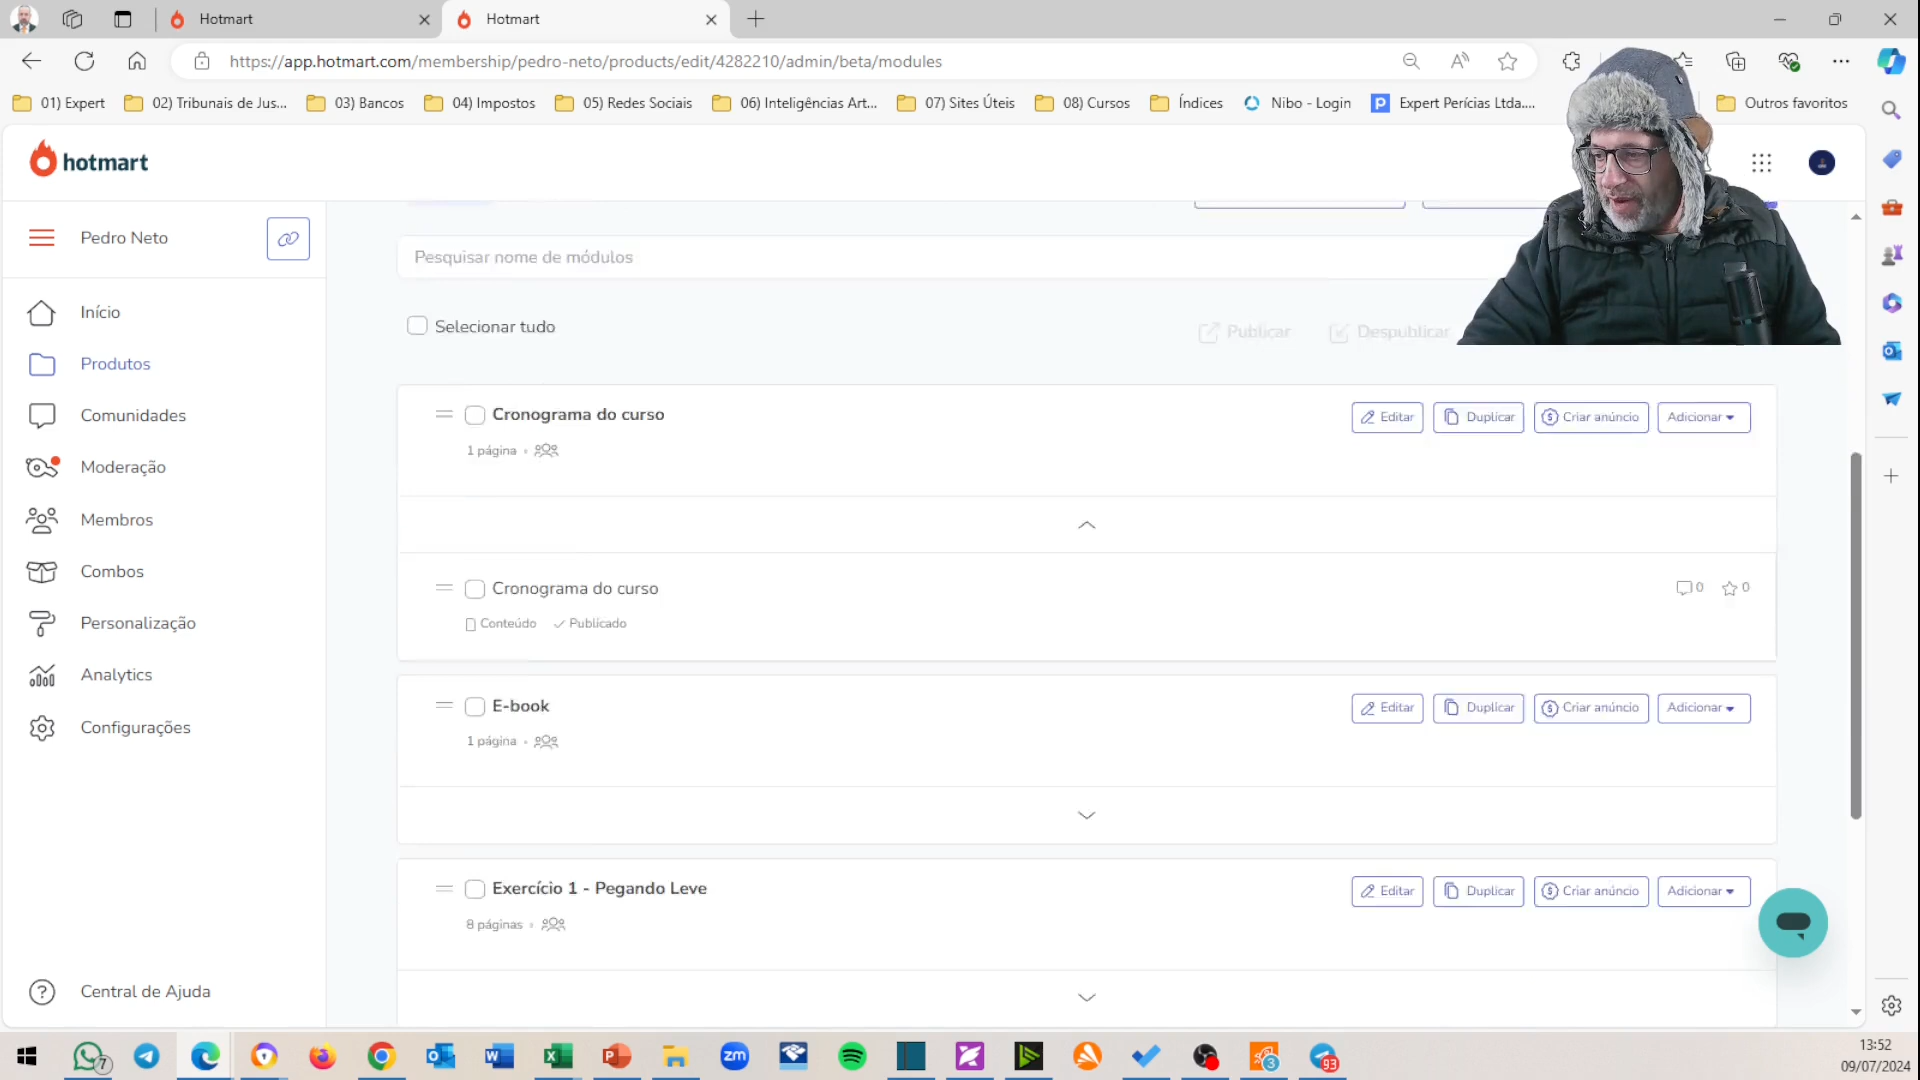 Hotmart
Hotmart
https://app.hotmart.com/membership/pedro-neto/products/edit/4282210/admin/beta/modules
01) Expert
02) Tribunais de Jus...
03) Bancos
04) Impostos
05) Redes Sociais
06) Inteligências Art...
07) Sites Úteis
08) Cursos
Índices
Nibo - Login
Expert Perícias Ltda....
Outros favoritos
hotmart
Pedro Neto
Início
Produtos
Comunidades
Moderação
Membros
Combos
Personalização
Analytics
Configurações
Central de Ajuda
Pesquisar nome de módulos
Selecionar tudo
Publicar
Despublicar
Cronograma do curso
Editar
Duplicar
Criar anúncio
Adicionar
1 página
Cronograma do curso
0
0
Conteúdo
Publicado
E-book
Editar
Duplicar
Criar anúncio
Adicionar
1 página
Exercício 1 - Pegando Leve
Editar
Duplicar
Criar anúncio
Adicionar
8 páginas
7
zm
3
93
13:52
09/07/2024